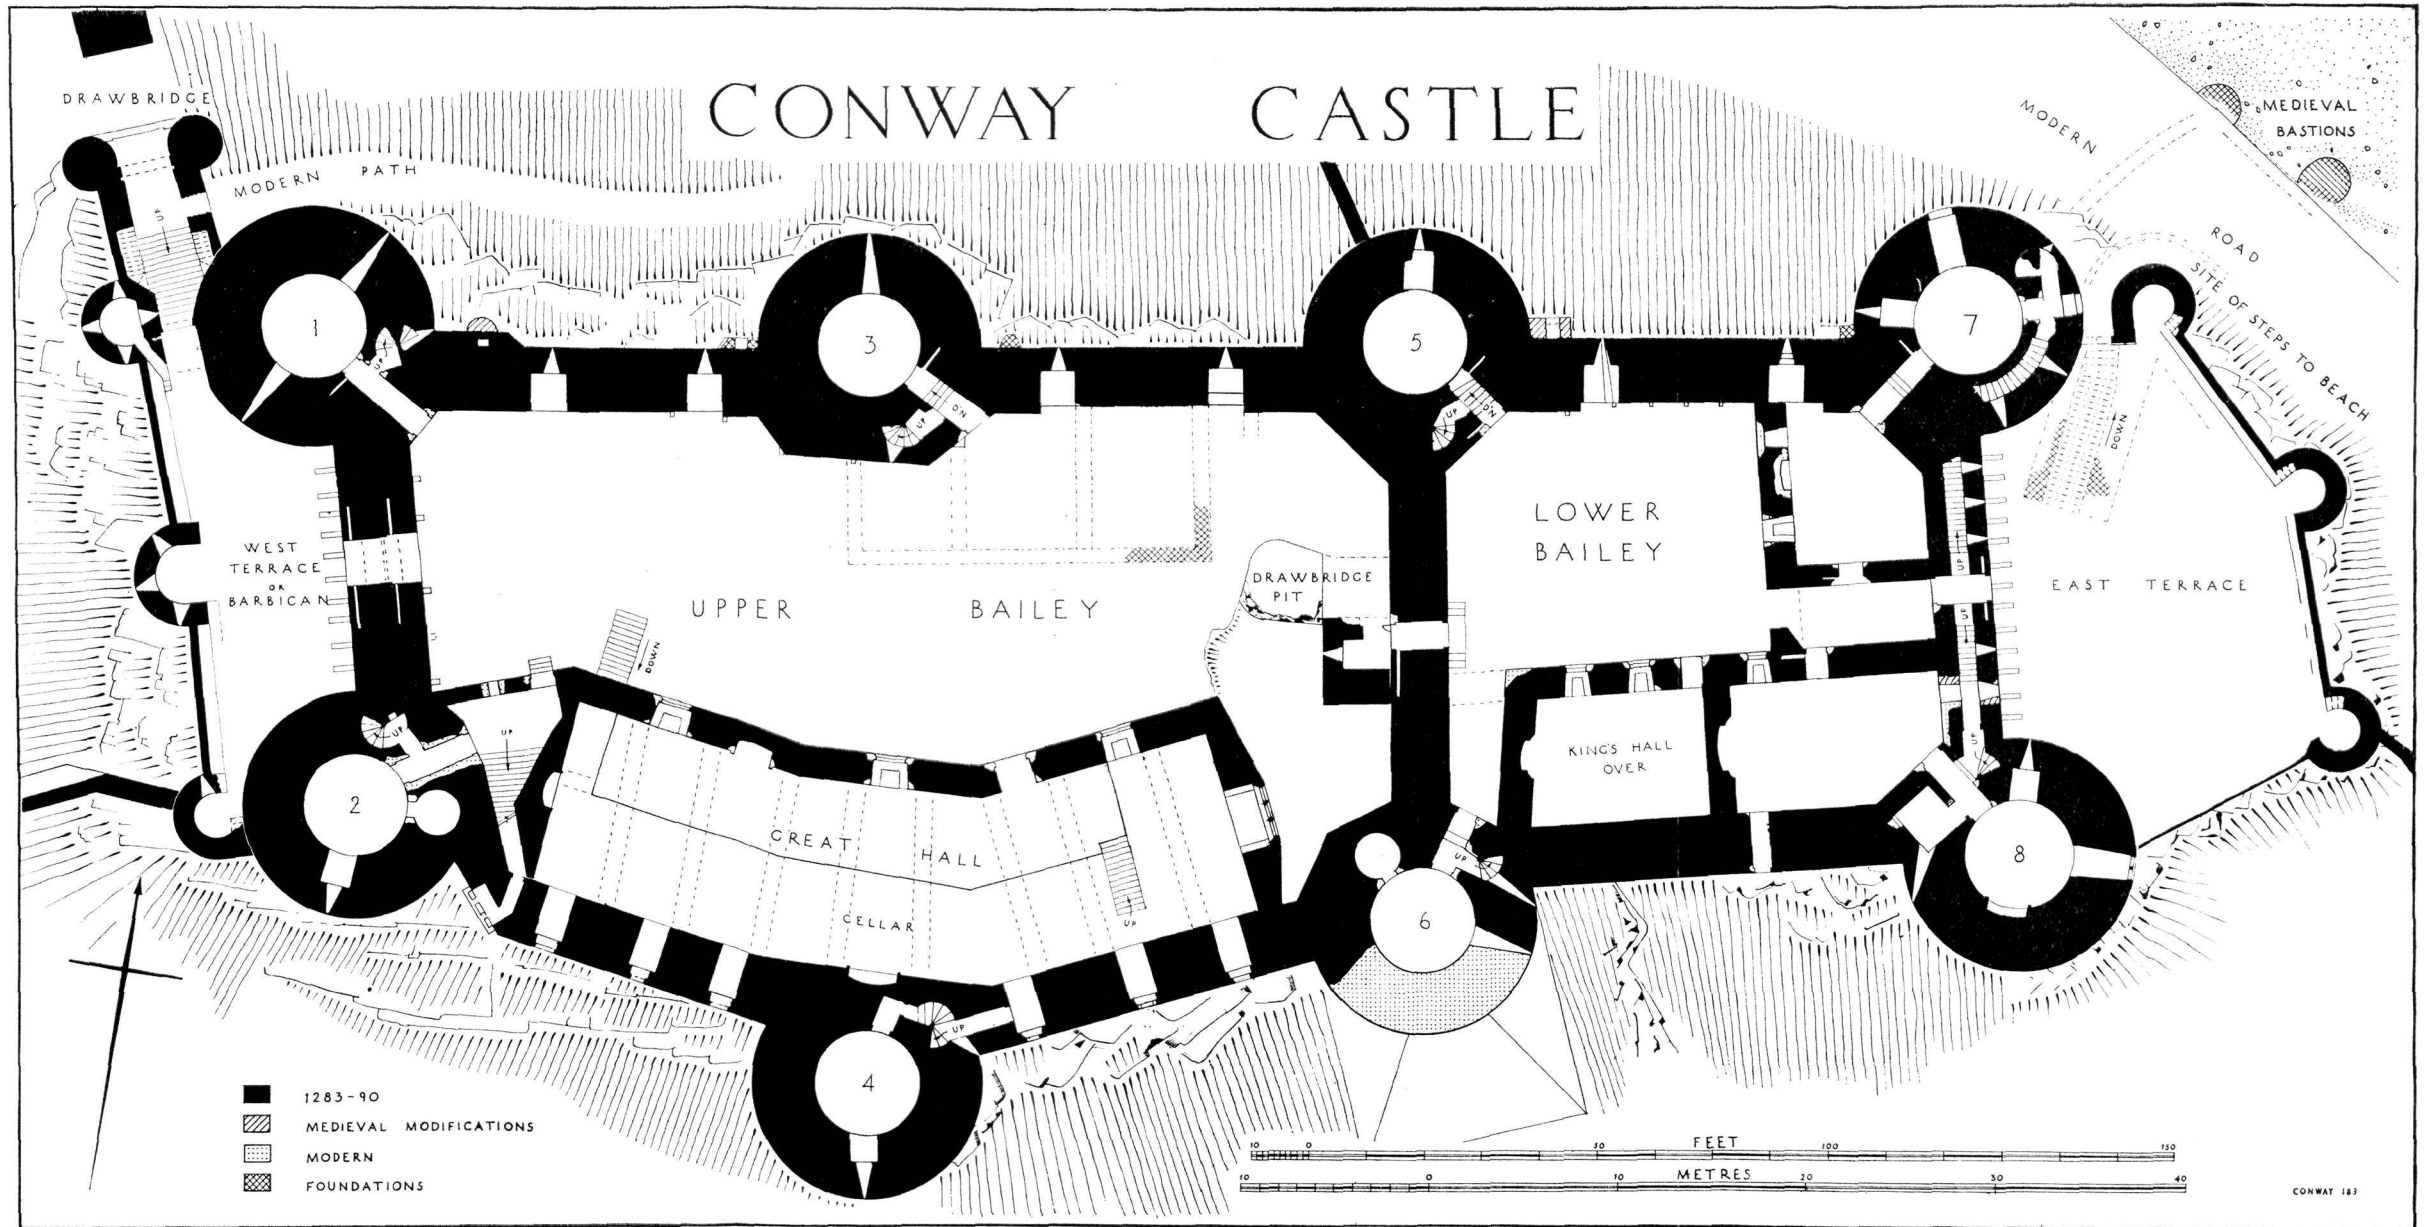 CONWAY CASTLE
DRAWBRIDGE
MODERN PATH
UP
MEDIEVAL
BASTIONS
MODERN
ROAD
SITE OF STEPS TO BEACH
1
3
5
7
UP
DN
UP
UP
DN
DOWN
WEST
TERRACE
OR
BARBICAN
UPPER BAILEY
DRAWBRIDGE
PIT
LOWER
BAILEY
UP
UP
EAST TERRACE
DOWN
UP
UP
2
GREAT HALL
CELLAR
UP
KING'S HALL
OVER
UP
UP
6
8
4
UP
1283-90
MEDIEVAL MODIFICATIONS
MODERN
FOUNDATIONS
FEET
10 0 50 100 150
METRES
10 0 10 20 30 40
CONWAY 183